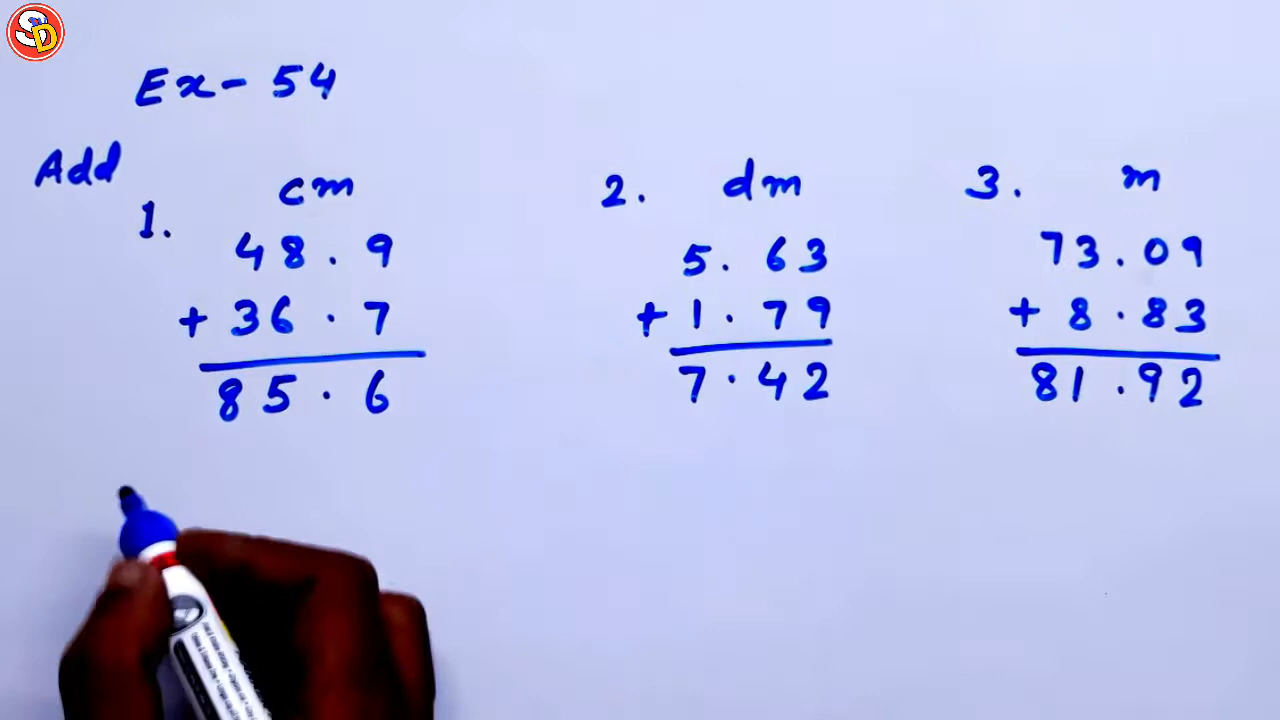 SD
Ex - 54
Add
1. cm
48.9
+ 36.7
85.6
2. dm
5.63
+ 1.79
7.42
3. m
73.09
+ 8.83
81.92